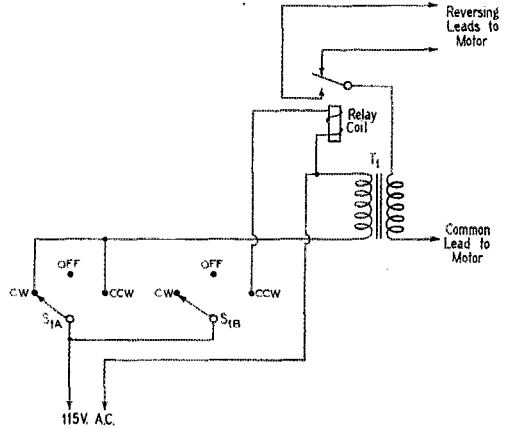 Reversing
Leads to
Motor
Relay
Coil
T1
Common
Lead to
Motor
OFF
OFF
CW
CCW
CW
CCW
S1A
S1B
115V. A.C.